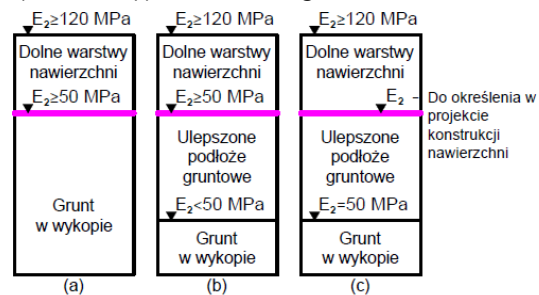 E₂≥120 MPa
Dolne warstwy
nawierzchni
E₂≥50 MPa
Grunt
w wykopie
(a)
E₂≥120 MPa
Dolne warstwy
nawierzchni
E₂≥50 MPa
Ulepszone
podłoże
gruntowe
E₂<50 MPa
Grunt
w wykopie
(b)
E₂≥120 MPa
Dolne warstwy
nawierzchni
E₂ - Do określenia w
projekcie
konstrukcji
nawierzchni
Ulepszone
podłoże
gruntowe
E₂=50 MPa
Grunt
w wykopie
(c)